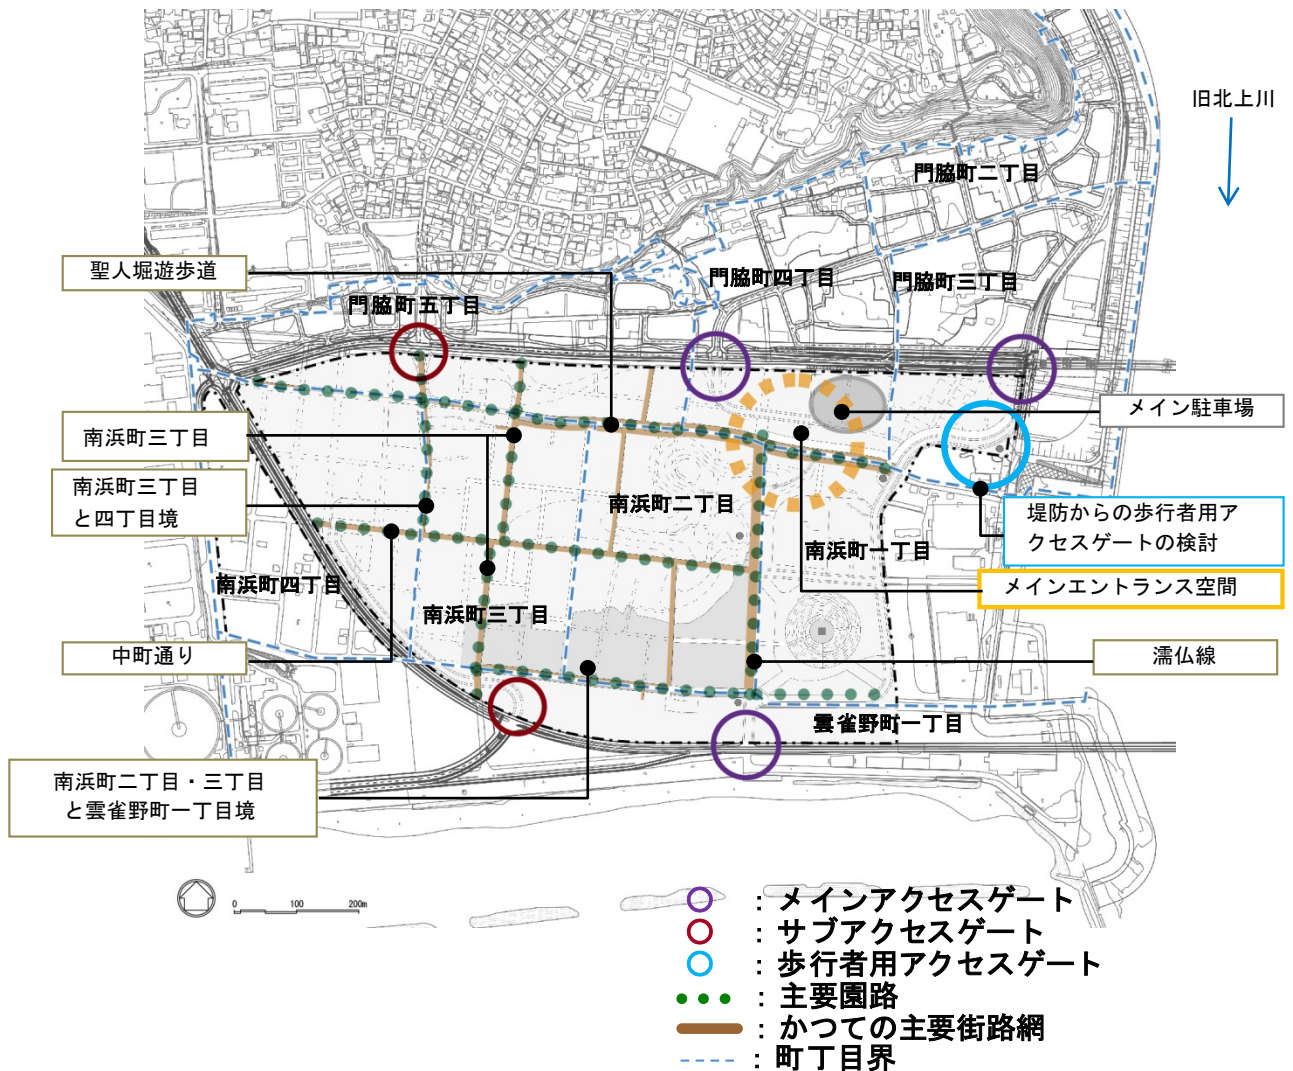 旧北上川
門脇町二丁目
聖人堀遊歩道
門脇町四丁目
門脇町三丁目
門脇町五丁目
メイン駐車場
南浜町三丁目
南浜町三丁目
と四丁目境
南浜町二丁目
堤防からの歩行者用ア
クセスゲートの検討
南浜町一丁目
南浜町四丁目
メインエントランス空間
南浜町三丁目
中町通り
濡仏線
雲雀野町一丁目
南浜町二丁目・三丁目
と雲雀野町一丁目境
0 100 200m
：メインアクセスゲート
：サブアクセスゲート
：歩行者用アクセスゲート
：主要園路
：かつての主要街路網
：町丁目界